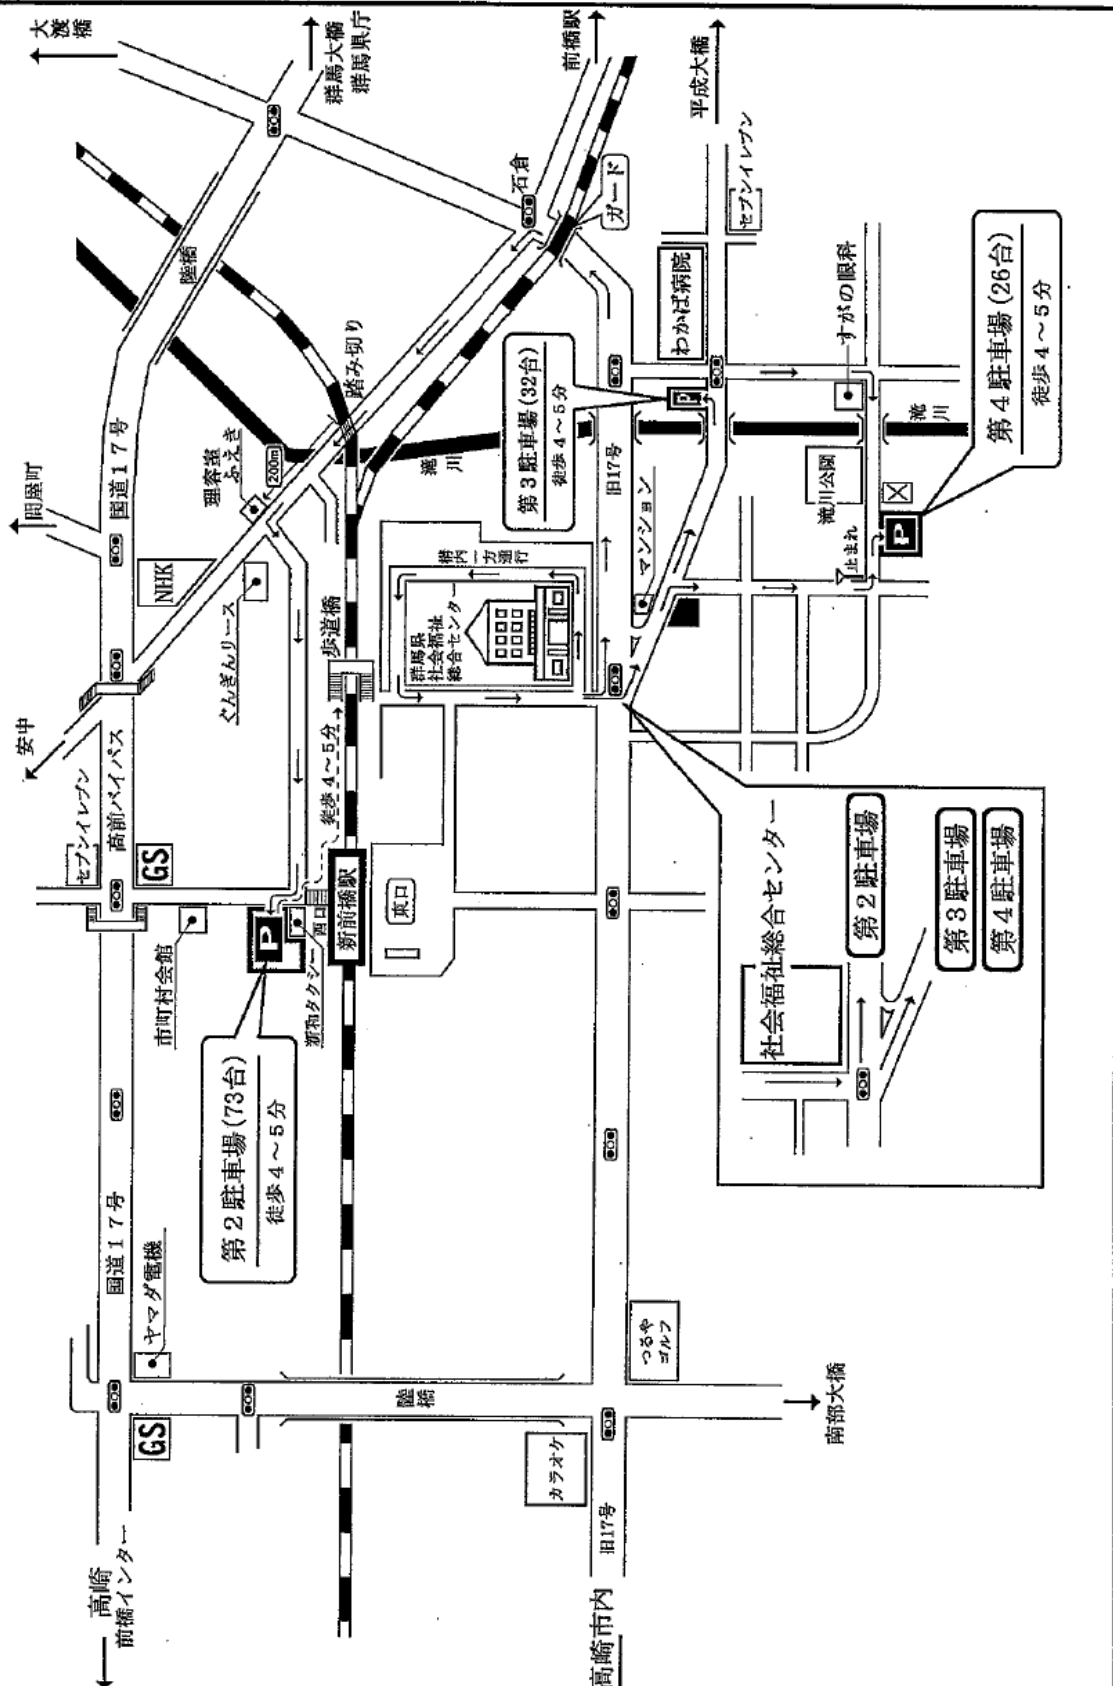 大渡橋
群馬大橋
群馬県庁
前橋駅
平成大橋
セブンイレブン
石倉
ガード
陸橋
国道17号
問屋町
踏み切り
理容室
ふえき
200m
滝川
第3駐車場(32台)
徒歩4～5分
わかば病院
すがの眼科
第4駐車場(26台)
徒歩4～5分
旧17号
滝川
滝川公園
マンション
止まれ
P
P
NHK
ぐんぎんリース
歩道橋
構内一方通行
群馬県
社会福祉
総合センター
安中
高前バイパス
セブンイレブン
GS
徒歩4～5分
市町村会館
P
西口
新和タクシー
新前橋駅
東口
第2駐車場(73台)
徒歩4～5分
社会福祉総合センター
第2駐車場
第3駐車場
第4駐車場
国道17号
ヤマダ電機
GS
陸橋
つるや
ゴルフ
カラオケ
南部大橋
旧17号
高崎
前橋インター
高崎市内